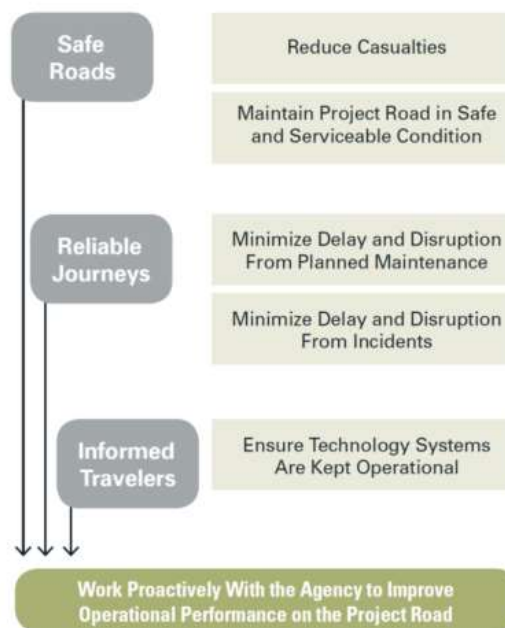 Safe
Roads
Reduce Casualties
Maintain Project Road in Safe
and Serviceable Condition
Reliable
Journeys
Minimize Delay and Disruption
From Planned Maintenance
Minimize Delay and Disruption
From Incidents
Informed
Travelers
Ensure Technology Systems
Are Kept Operational
Work Proactively With the Agency to Improve
Operational Performance on the Project Road